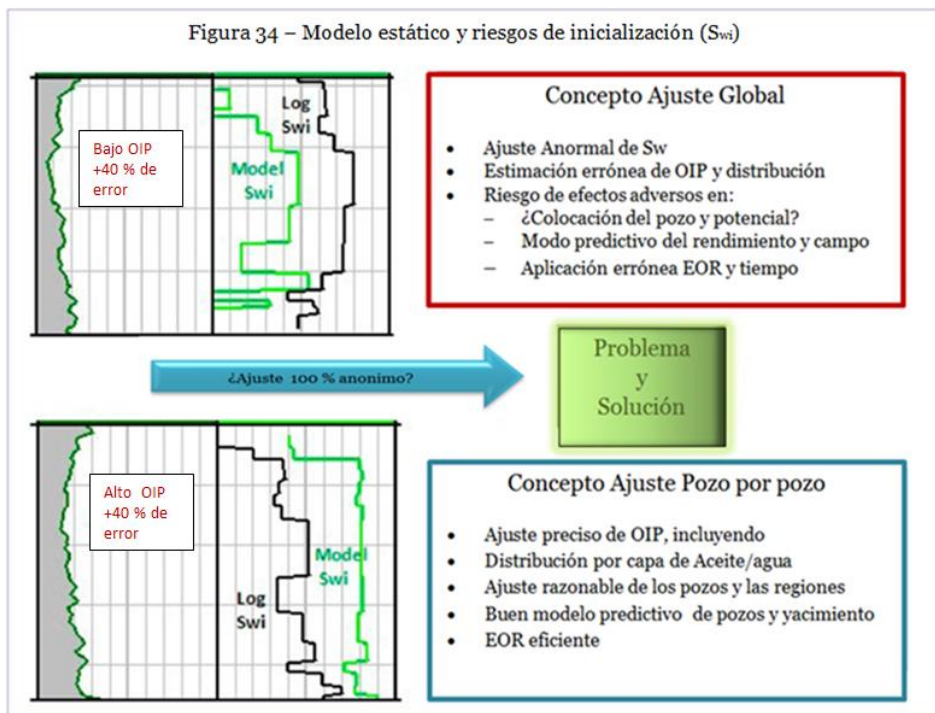 Figura 34 – Modelo estático y riesgos de inicialización (Swi)
Bajo OIP
+40 % de
error
Log
Swi
Model
Swi
Concepto Ajuste Global
• Ajuste Anormal de Sw
• Estimación errónea de OIP y distribución
• Riesgo de efectos adversos en:
– ¿Colocación del pozo y potencial?
– Modo predictivo del rendimiento y campo
– Aplicación errónea EOR y tiempo
¿Ajuste 100 % anonimo?
Problema
y
Solución
Alto OIP
+40 % de
error
Model
Swi
Log
Swi
Concepto Ajuste Pozo por pozo
• Ajuste preciso de OIP, incluyendo
• Distribución por capa de Aceite/agua
• Ajuste razonable de los pozos y las regiones
• Buen modelo predictivo de pozos y yacimiento
• EOR eficiente